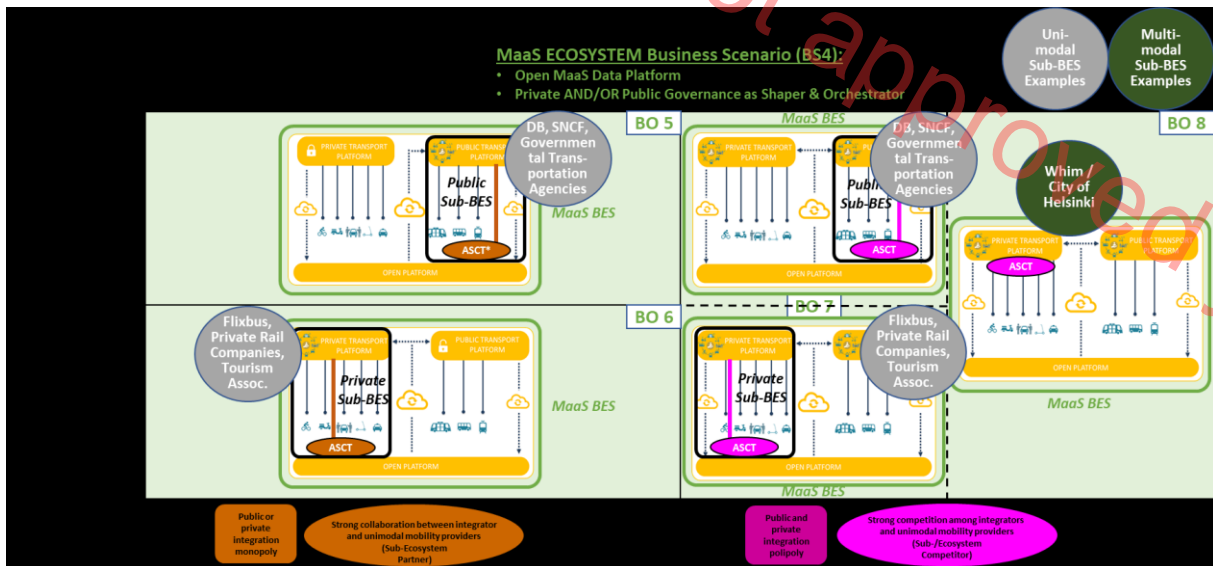 MaaS ECOSYSTEM Business Scenario (BS4):
• Open MaaS Data Platform
• Private AND/OR Public Governance as Shaper & Orchestrator
Uni-
modal
Sub-BES
Examples
Multi-
modal
Sub-BES
Examples
not approved
BO 5
PRIVATE TRANSPORT
PLATFORM
PUBLIC TRANSPORT
PLATFORM
Public
Sub-BES
ASCT*
OPEN PLATFORM
DB, SNCF,
Governmen
tal Trans-
portation
Agencies
MaaS BES
MaaS BES
PRIVATE TRANSPORT
PLATFORM
Public
Sub-BES
ASCT
OPEN PLATFORM
DB, SNCF,
Governmen
tal Trans-
portation
Agencies
BO 8
Whim /
City of
Helsinki
PRIVATE TRANSPORT
PLATFORM
PUBLIC TRANSPORT
PLATFORM
ASCT
OPEN PLATFORM
MaaS BES
BO 6
Flixbus,
Private Rail
Companies,
Tourism
Assoc.
PRIVATE TRANSPORT
PLATFORM
PUBLIC TRANSPORT
PLATFORM
Private
Sub-BES
ASCT
OPEN PLATFORM
MaaS BES
BO 7
PRIVATE TRANSPORT
PLATFORM
Private
Sub-BES
ASCT
OPEN PLATFORM
Flixbus,
Private Rail
Companies,
Tourism
Assoc.
MaaS BES
Public or
private
integration
monopoly
Strong collaboration between integrator
and unimodal mobility providers
(Sub-Ecosystem
Partner)
Public and
private
integration
polipoly
Strong competition among integrators
and unimodal mobility providers
(Sub-/Ecosystem
Competitor)